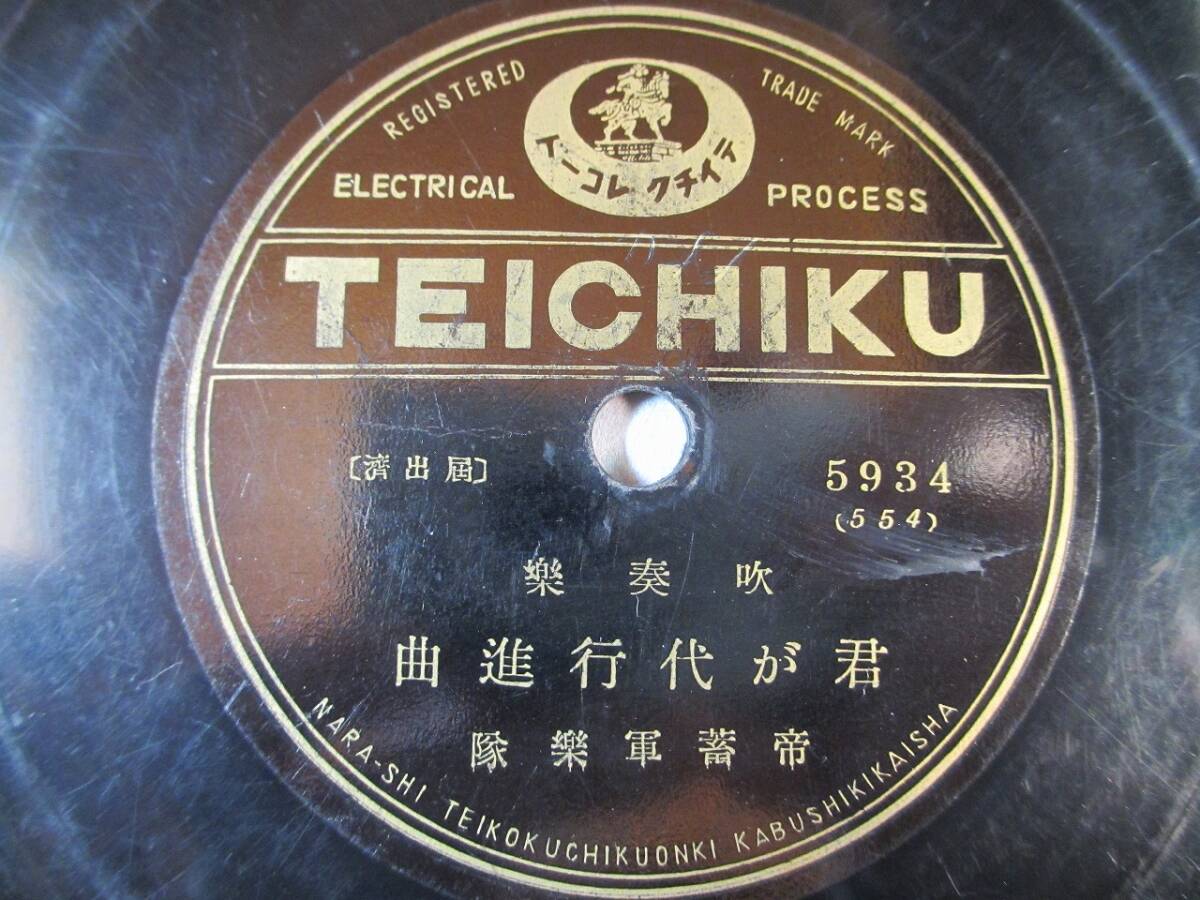 REGISTERED TRADE MARK
テイチクレコード
ELECTRICAL PROCESS
TEICHIKU
〔屆出濟〕
5934
(554)
吹奏樂
君が代行進曲
帝蓄軍樂隊
NARA-SHI TEIKOKUCHIKUONKI KABUSHIKIKAISHA